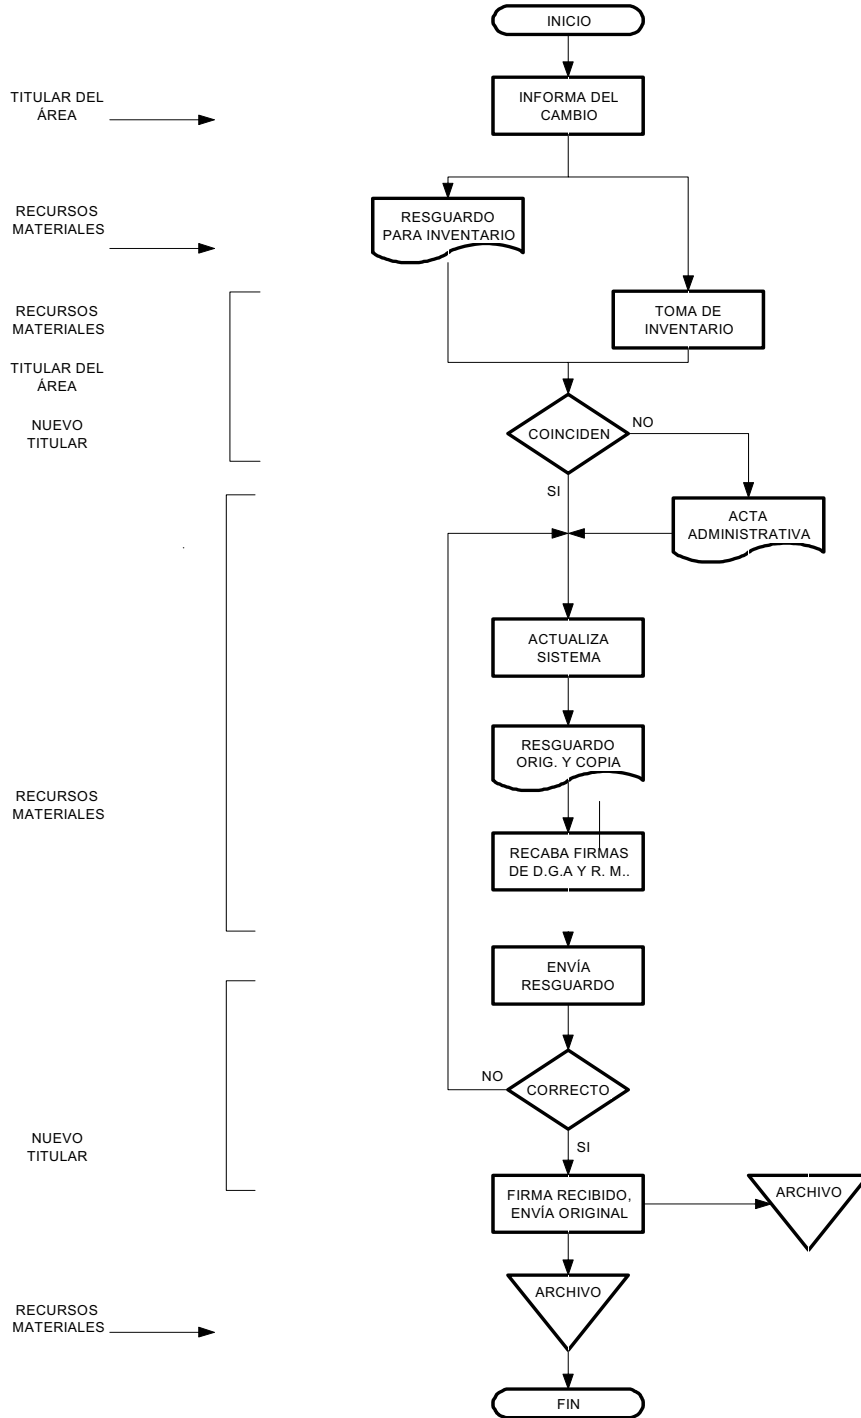 INICIO
TITULAR DEL
ÁREA
INFORMA DEL
CAMBIO
RECURSOS
MATERIALES
RESGUARDO
PARA INVENTARIO
RECURSOS
MATERIALES
TOMA DE
INVENTARIO
TITULAR DEL
ÁREA
NUEVO
TITULAR
COINCIDEN
NO
SI
ACTA
ADMINISTRATIVA
ACTUALIZA
SISTEMA
RESGUARDO
ORIG. Y COPIA
RECURSOS
MATERIALES
RECABA FIRMAS
DE D.G.A Y R. M..
ENVÍA
RESGUARDO
NO
CORRECTO
SI
NUEVO
TITULAR
FIRMA RECIBIDO,
ENVÍA ORIGINAL
ARCHIVO
RECURSOS
MATERIALES
ARCHIVO
FIN